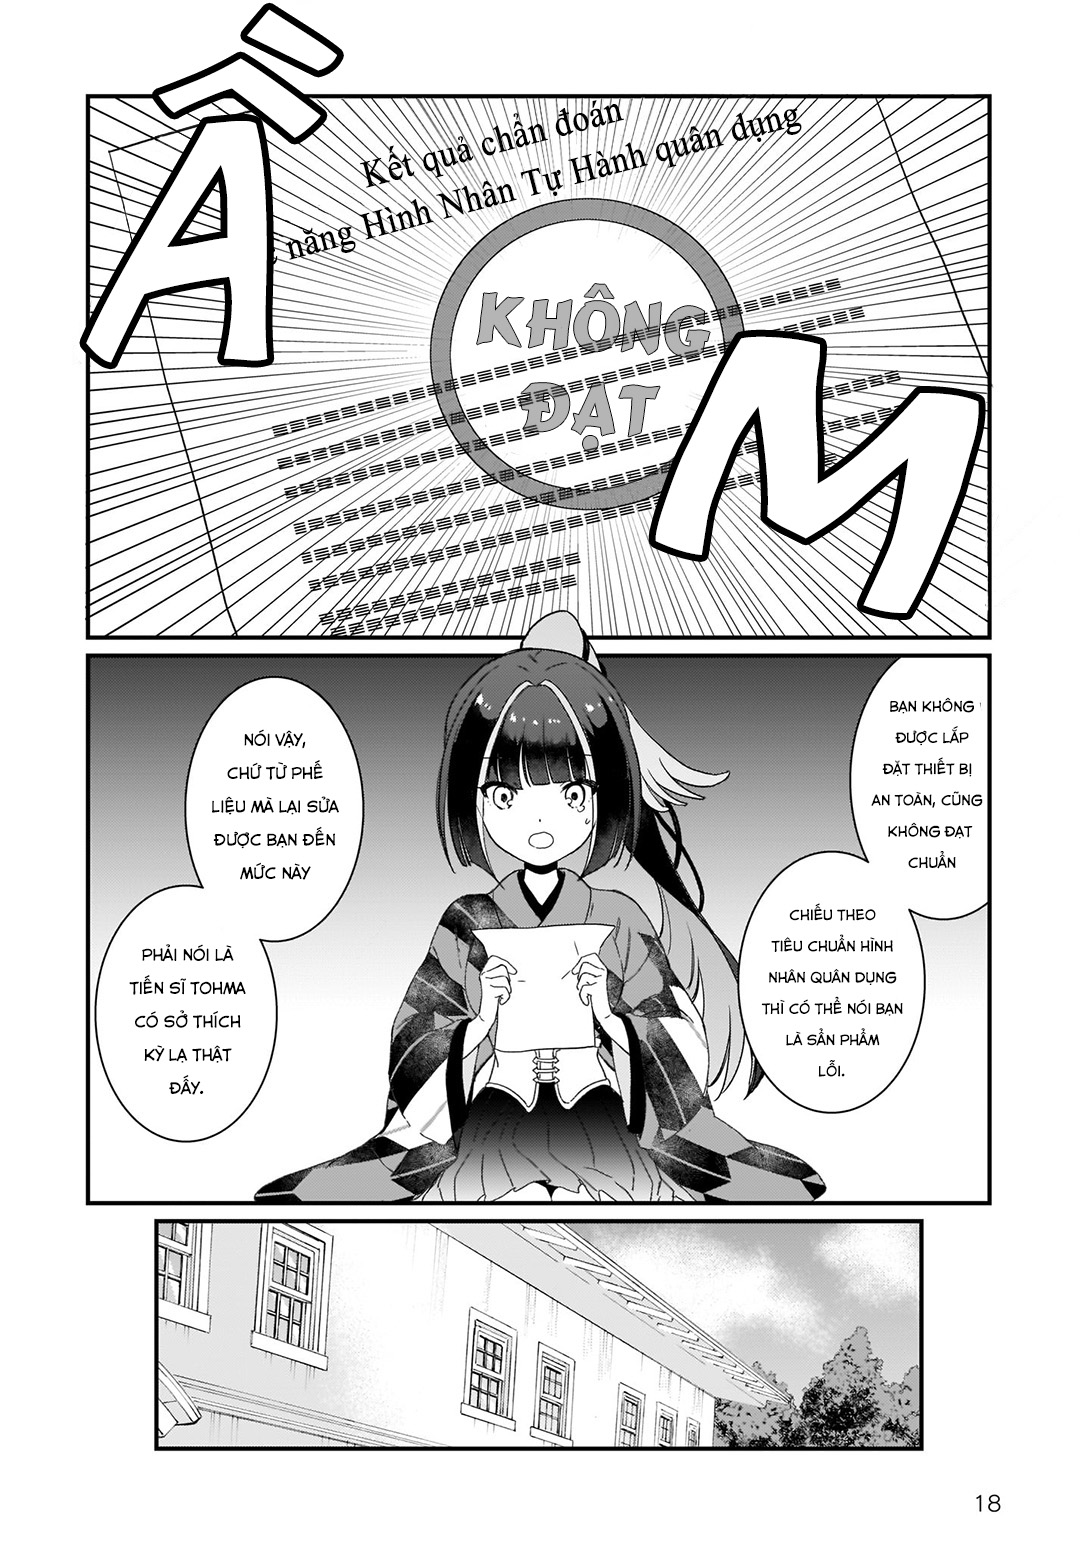 Kết quả chẩn đoán
năng Hình Nhân Tự Hành quân dụng
KHÔNG
ĐẠT
ẦM
BẠN KHÔNG
ĐƯỢC LẮP
ĐẶT THIẾT BỊ
AN TOÀN, CŨNG
KHÔNG ĐẠT
CHUẨN
CHIẾU THEO
TIÊU CHUẨN HÌNH
NHÂN QUÂN DỤNG
THÌ CÓ THỂ NÓI BẠN
LÀ SẢN PHẨM
LỖI.
NÓI VẬY,
CHỨ TỪ PHẾ
LIỆU MÀ LẠI SỬA
ĐƯỢC BẠN ĐẾN
MỨC NÀY
PHẢI NÓI LÀ
TIẾN SĨ TOHMA
CÓ SỞ THÍCH
KỲ LẠ THẬT
ĐẤY.
18